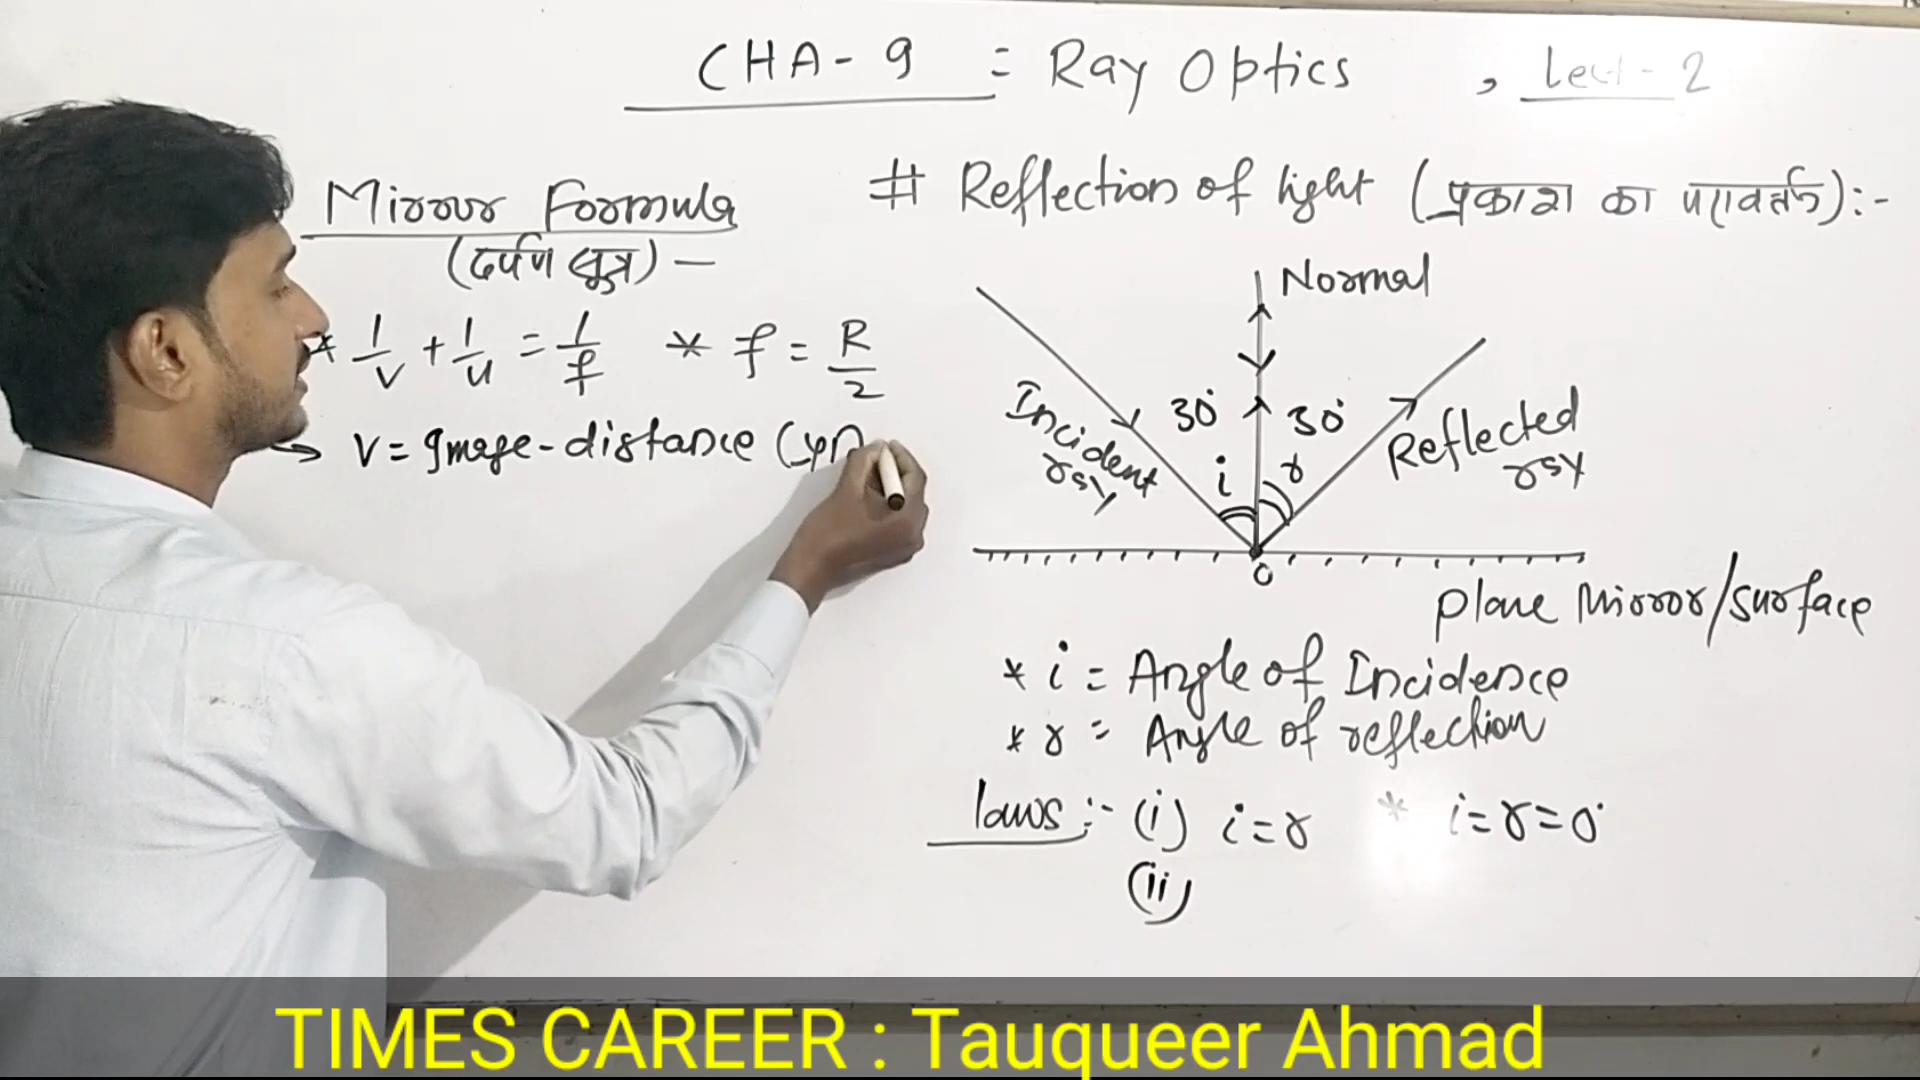 CHA - 9 = Ray Optics , Lect - 2
Mirror Formula
(दर्पण सूत्र) —
* 1/v + 1/u = 1/f * f = R/2
→ v = Image - distance (
# Reflection of light (प्रकाश का परावर्तन) :-
Normal
Incident ray
30° 30°
i r
Reflected ray
O
plane Mirror/surface
* i = Angle of Incidence
* r = Angle of reflection
laws :- (i) i = r * i = r = 0°
(ii)
TIMES CAREER : Tauqueer Ahmad